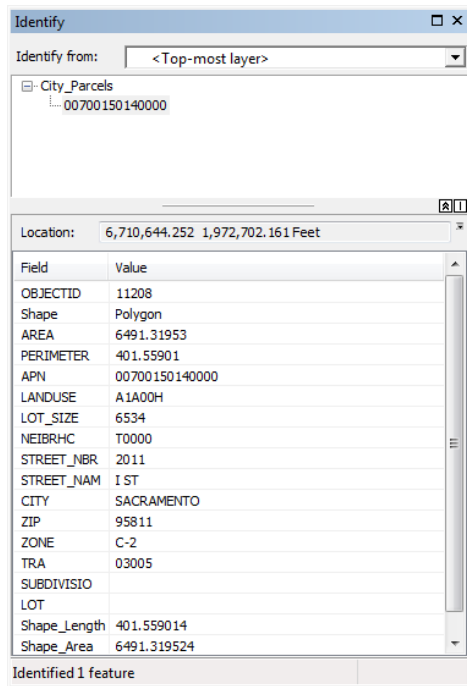 Identify
Identify from: <Top-most layer>
City_Parcels
00700150140000
Location: 6,710,644.252 1,972,702.161 Feet
Field Value
OBJECTID 11208
Shape Polygon
AREA 6491.31953
PERIMETER 401.55901
APN 00700150140000
LANDUSE A1A00H
LOT_SIZE 6534
NEIBRHC T0000
STREET_NBR 2011
STREET_NAM I ST
CITY SACRAMENTO
ZIP 95811
ZONE C-2
TRA 03005
SUBDIVISIO
LOT
Shape_Length 401.559014
Shape_Area 6491.319524
Identified 1 feature